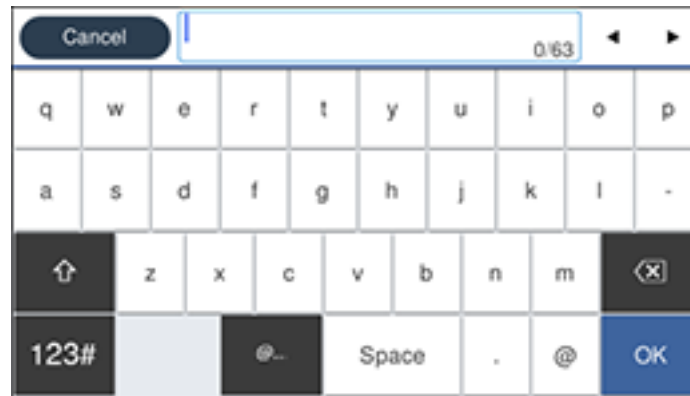 Cancel 0/63
q w e r t y u i o p
a s d f g h j k l -
z x c v b n m
123# @... Space . @ OK